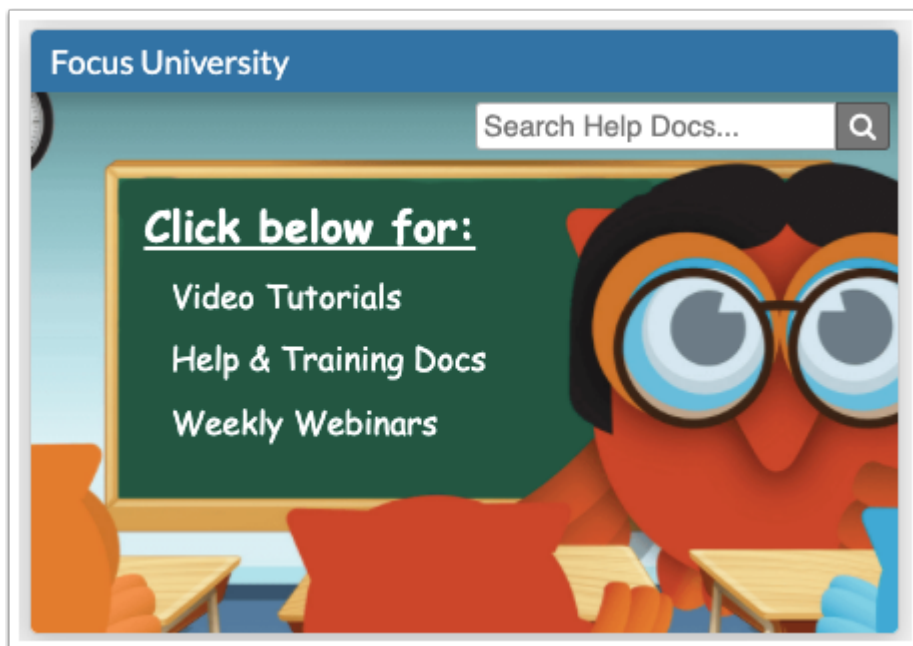 Focus University
Search Help Docs...
Click below for:
Video Tutorials
Help & Training Docs
Weekly Webinars